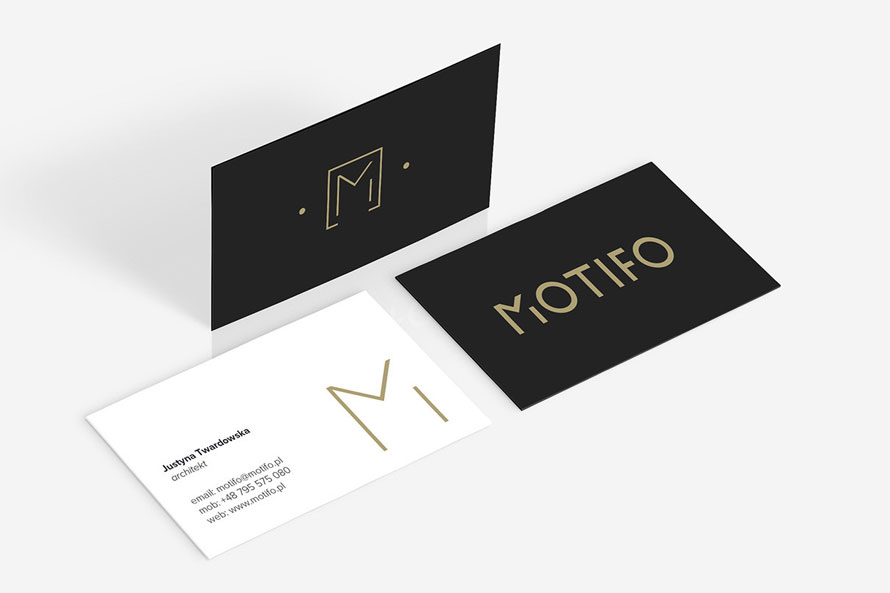 M
MOTIFO
M
Justyna Twardowska
architekt
email: motifo@motifo.pl
mob: +48 795 575 080
web: www.motifo.pl